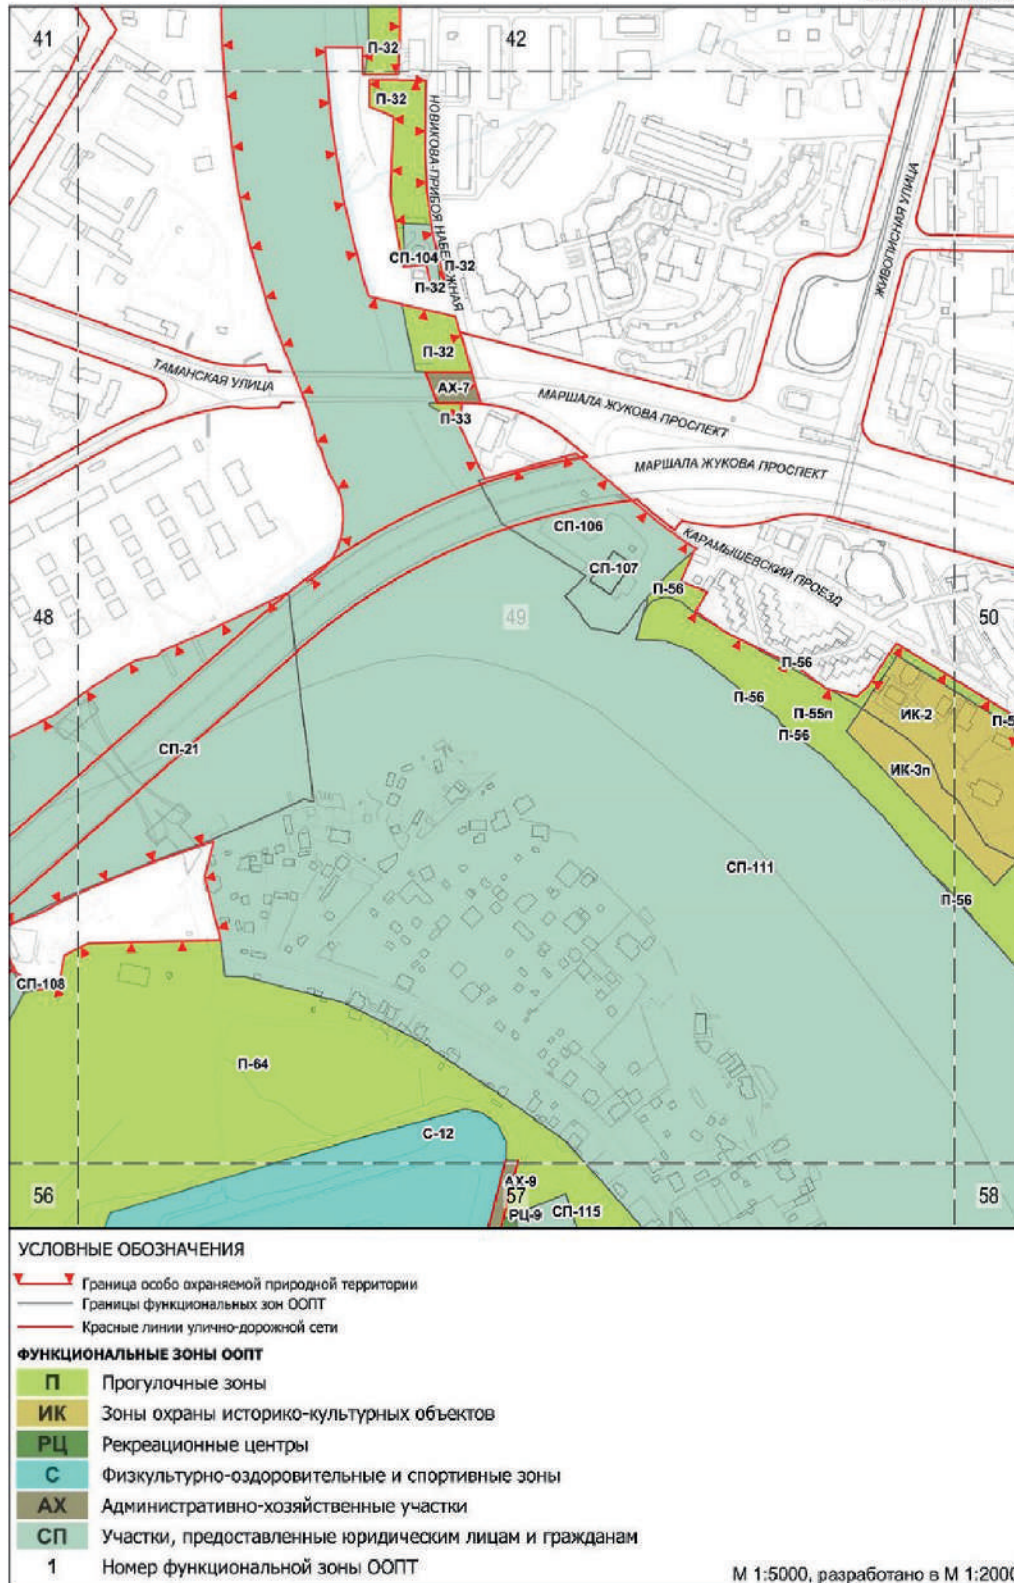 41
42
П-32
П-32
НОВИКОВА-ПРИБОЯ НАБЕРЕЖНАЯ
ЖИВОПИСНАЯ УЛИЦА
СП-104
П-32
П-32
П-32
ТАМАНСКАЯ УЛИЦА
АХ-7
МАРШАЛА ЖУКОВА ПРОСПЕКТ
П-33
МАРШАЛА ЖУКОВА ПРОСПЕКТ
СП-106
КАРАМЫШЕВСКИЙ ПРОЕЗД
СП-107
П-56
48
49
50
П-56
П-56
П-55п
ИК-2
П-56
СП-21
ИК-3п
СП-111
П-56
СП-108
П-64
С-12
АХ-9
56
57
58
РЦ-9
СП-115
УСЛОВНЫЕ ОБОЗНАЧЕНИЯ
Граница особо охраняемой природной территории
Границы функциональных зон ООПТ
Красные линии улично-дорожной сети
ФУНКЦИОНАЛЬНЫЕ ЗОНЫ ООПТ
П Прогулочные зоны
ИК Зоны охраны историко-культурных объектов
РЦ Рекреационные центры
С Физкультурно-оздоровительные и спортивные зоны
АХ Административно-хозяйственные участки
СП Участки, предоставленные юридическим лицам и гражданам
1 Номер функциональной зоны ООПТ
М 1:5000, разработано в М 1:2000